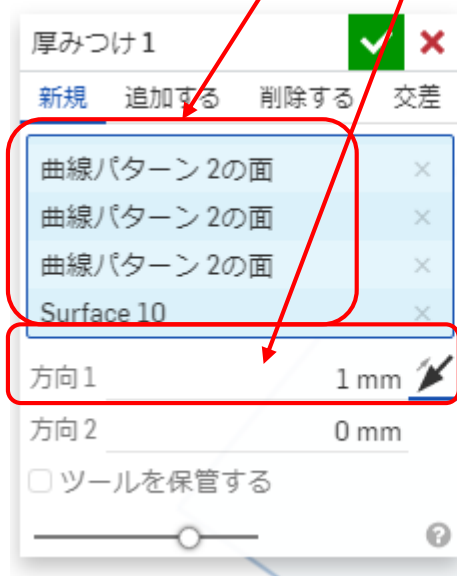 厚みつけ 1
新規 追加する 削除する 交差
曲線パターン 2の面
曲線パターン 2の面
曲線パターン 2の面
Surface 10
方向 1 1 mm
方向 2 0 mm
ツールを保管する